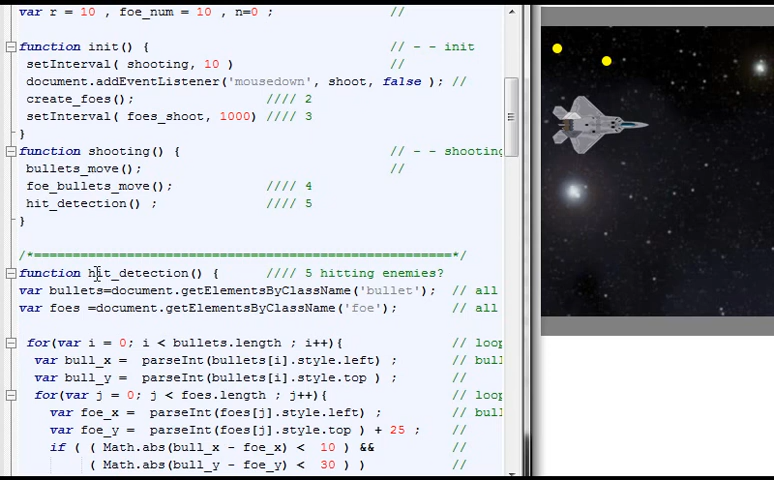 var r = 10 , foe_num = 10 , n=0 ; //
function init() { // - - init
setInterval( shooting, 10 ) //
document.addEventListener('mousedown', shoot, false ); //
create_foes(); //// 2
setInterval( foes_shoot, 1000) //// 3
}
function shooting() { // - - shooting
bullets_move(); //
foe_bullets_move(); //// 4
hit_detection() ; //// 5
}
/*================================================*/
function hit_detection() { //// 5 hitting enemies?
var bullets=document.getElementsByClassName('bullet'); // all
var foes =document.getElementsByClassName('foe'); // all
for(var i = 0; i < bullets.length ; i++){ // loop
var bull_x = parseInt(bullets[i].style.left) ; // bull
var bull_y = parseInt(bullets[i].style.top ) ; //
for(var j = 0; j < foes.length ; j++){ // loop
var foe_x = parseInt(foes[j].style.left) ; // bull
var foe_y = parseInt(foes[j].style.top ) + 25 ; //
if ( ( Math.abs(bull_x - foe_x) < 10 ) && //
( Math.abs(bull_y - foe_y) < 30 ) ) //